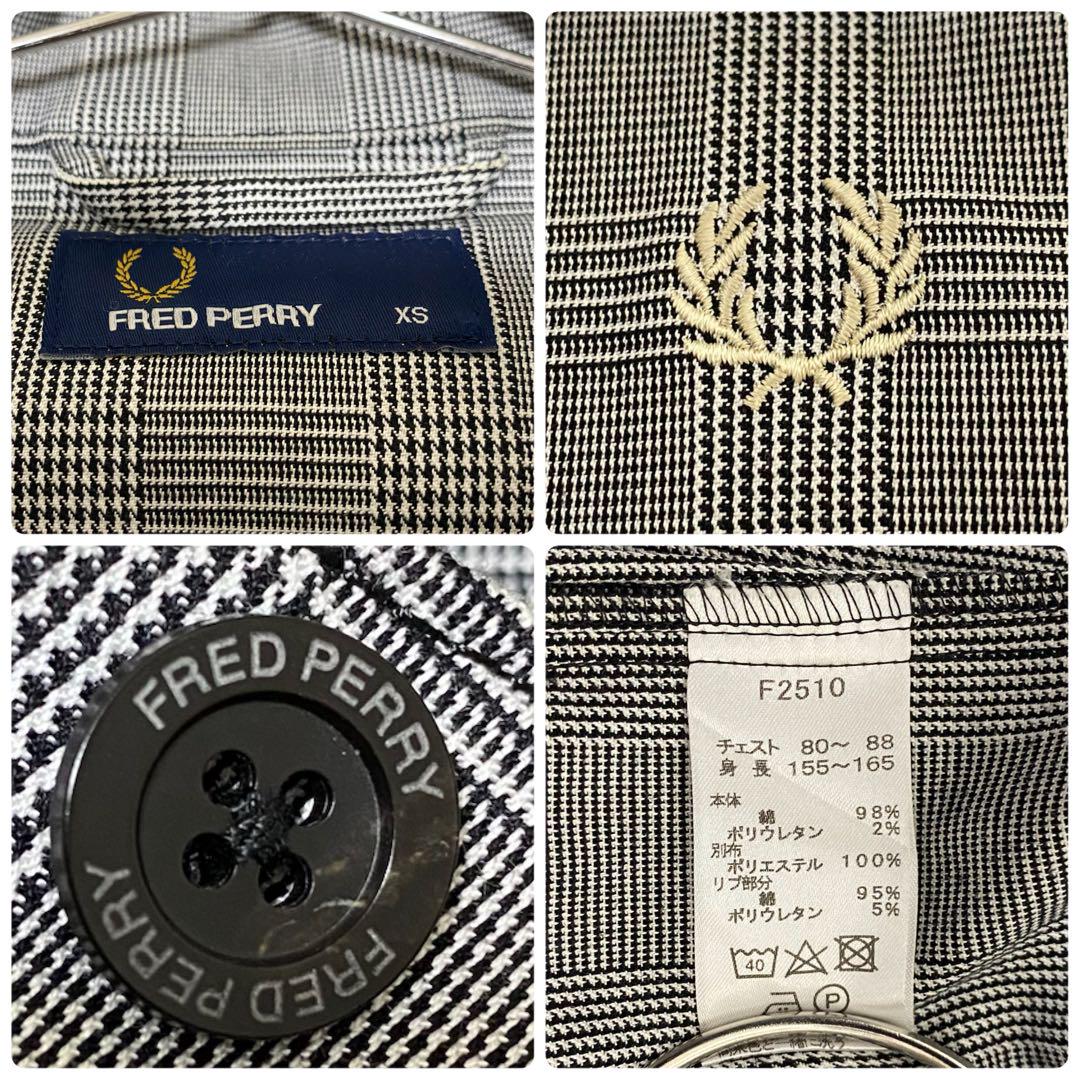 FRED PERRY XS
FRED PERRY
FRED PERRY
F2510
チェスト 80～ 88
身長 155～165
本体
綿 98%
ポリウレタン 2%
別布
ポリエステル 100%
リブ部分
綿 95%
ポリウレタン 5%
40
P